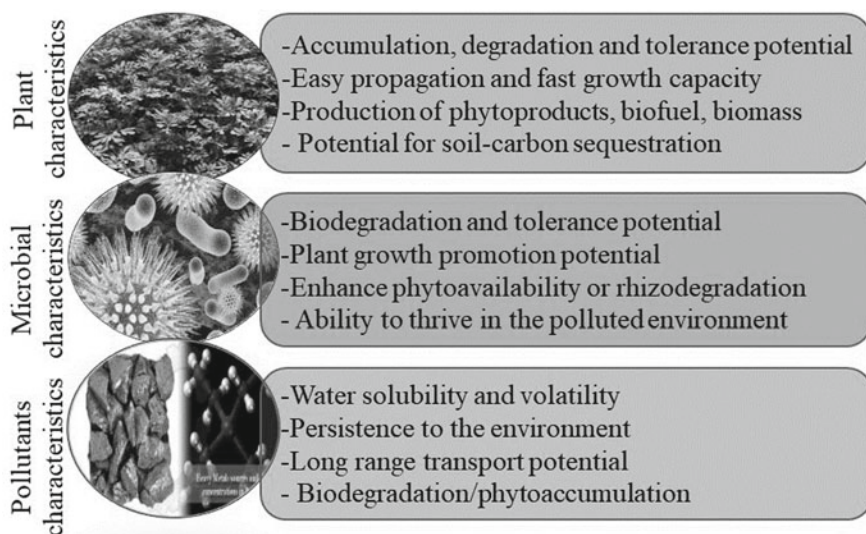 Plant
characteristics
-Accumulation, degradation and tolerance potential
-Easy propagation and fast growth capacity
-Production of phytoproducts, biofuel, biomass
- Potential for soil-carbon sequestration
Microbial
characteristics
-Biodegradation and tolerance potential
-Plant growth promotion potential
-Enhance phytoavailability or rhizodegradation
- Ability to thrive in the polluted environment
Pollutants
characteristics
-Water solubility and volatility
-Persistence to the environment
-Long range transport potential
- Biodegradation/phytoaccumulation
Heavy Metals